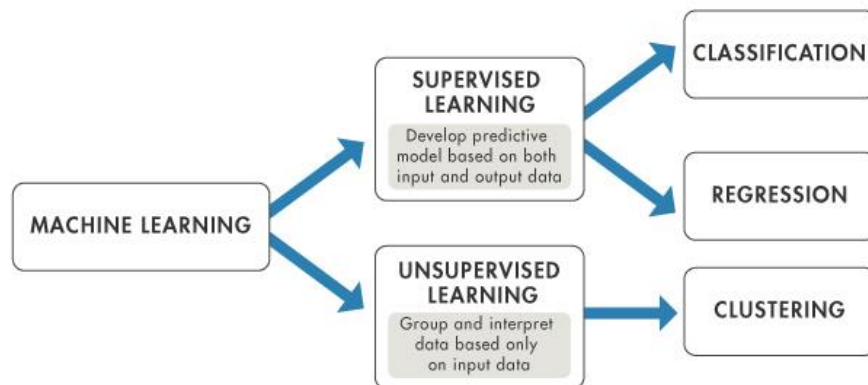 MACHINE LEARNING
SUPERVISED
LEARNING
Develop predictive
model based on both
input and output data
UNSUPERVISED
LEARNING
Group and interpret
data based only
on input data
CLASSIFICATION
REGRESSION
CLUSTERING